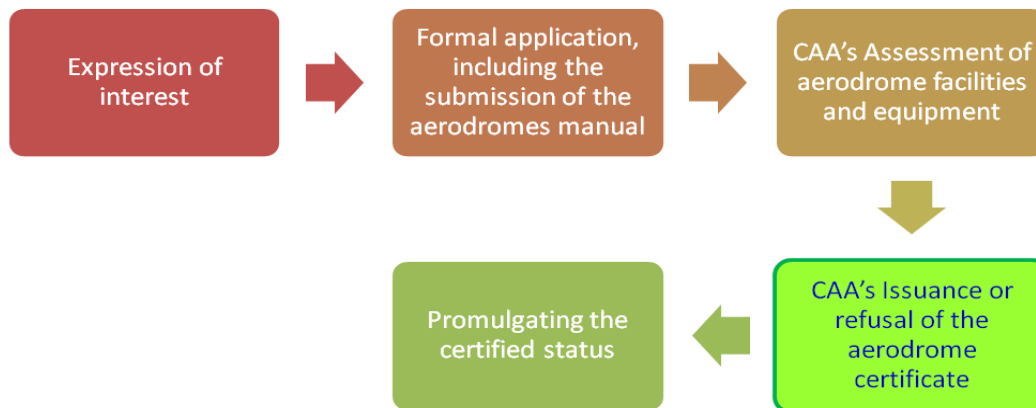 Expression of
interest
Formal application,
including the
submission of the
aerodromes manual
CAA’s Assessment of
aerodrome facilities
and equipment
CAA’s Issuance or
refusal of the
aerodrome
certificate
Promulgating the
certified status